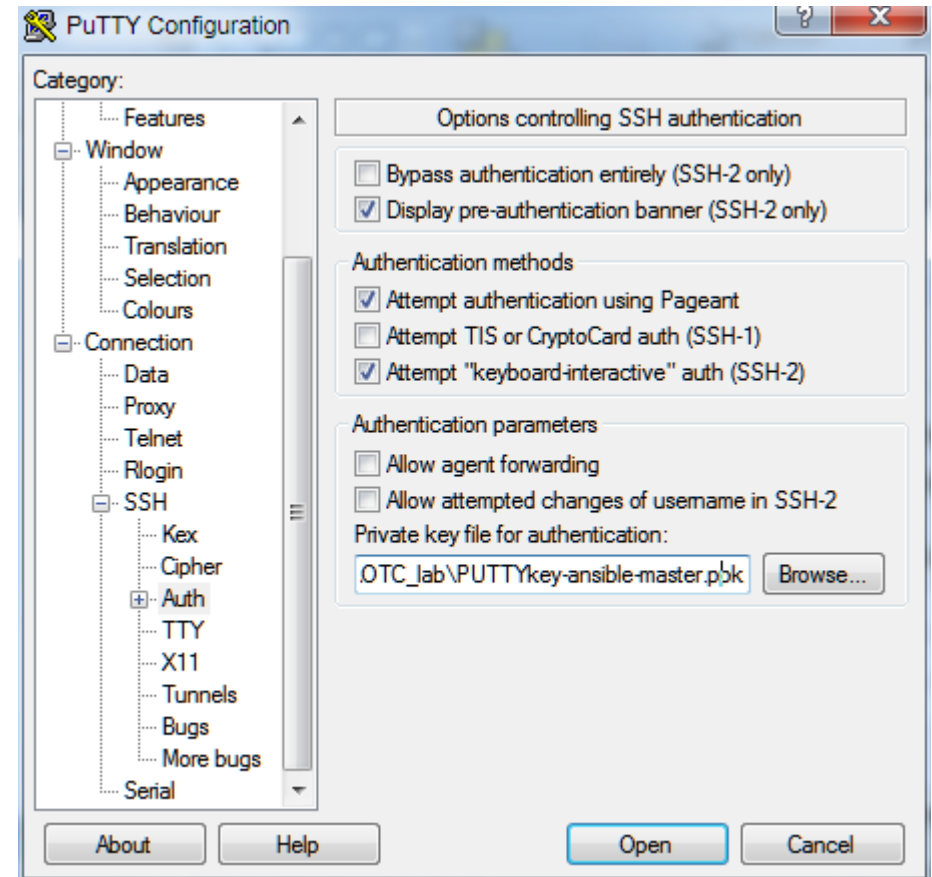 PuTTY Configuration
Category:
Features
Window
Appearance
Behaviour
Translation
Selection
Colours
Connection
Data
Proxy
Telnet
Rlogin
SSH
Kex
Cipher
Auth
TTY
X11
Tunnels
Bugs
More bugs
Serial
Options controlling SSH authentication
Bypass authentication entirely (SSH-2 only)
Display pre-authentication banner (SSH-2 only)
Authentication methods
Attempt authentication using Pageant
Attempt TIS or CryptoCard auth (SSH-1)
Attempt "keyboard-interactive" auth (SSH-2)
Authentication parameters
Allow agent forwarding
Allow attempted changes of username in SSH-2
Private key file for authentication:
OTC_lab\PUTTYkey-ansible-master.ppk
Browse...
About
Help
Open
Cancel